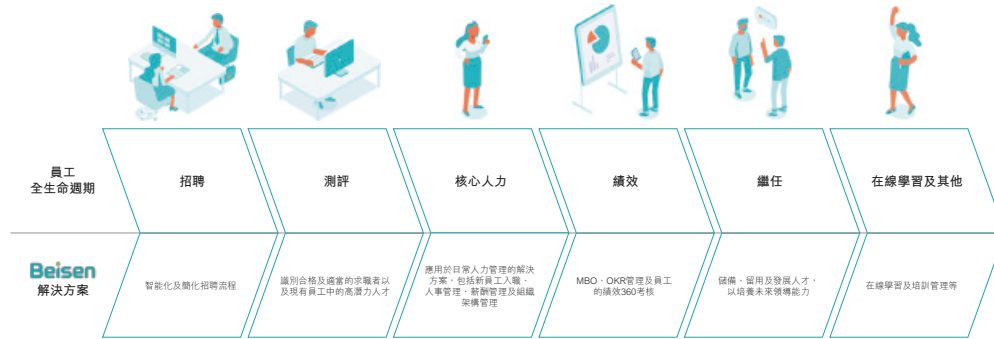 員工
全生命週期
招聘
測評
核心人力
績效
繼任
在線學習及其他
Beisen
解決方案
智能化及簡化招聘流程
識別合格及適當的求職者以
及現有員工中的高潛力人才
應用於日常人力管理的解決
方案，包括新員工入職、
人事管理、薪酬管理及組織
架構管理
MBO、OKR管理及員工
的績效360考核
儲備、留用及發展人才，
以培養未來領導能力
在線學習及培訓管理等